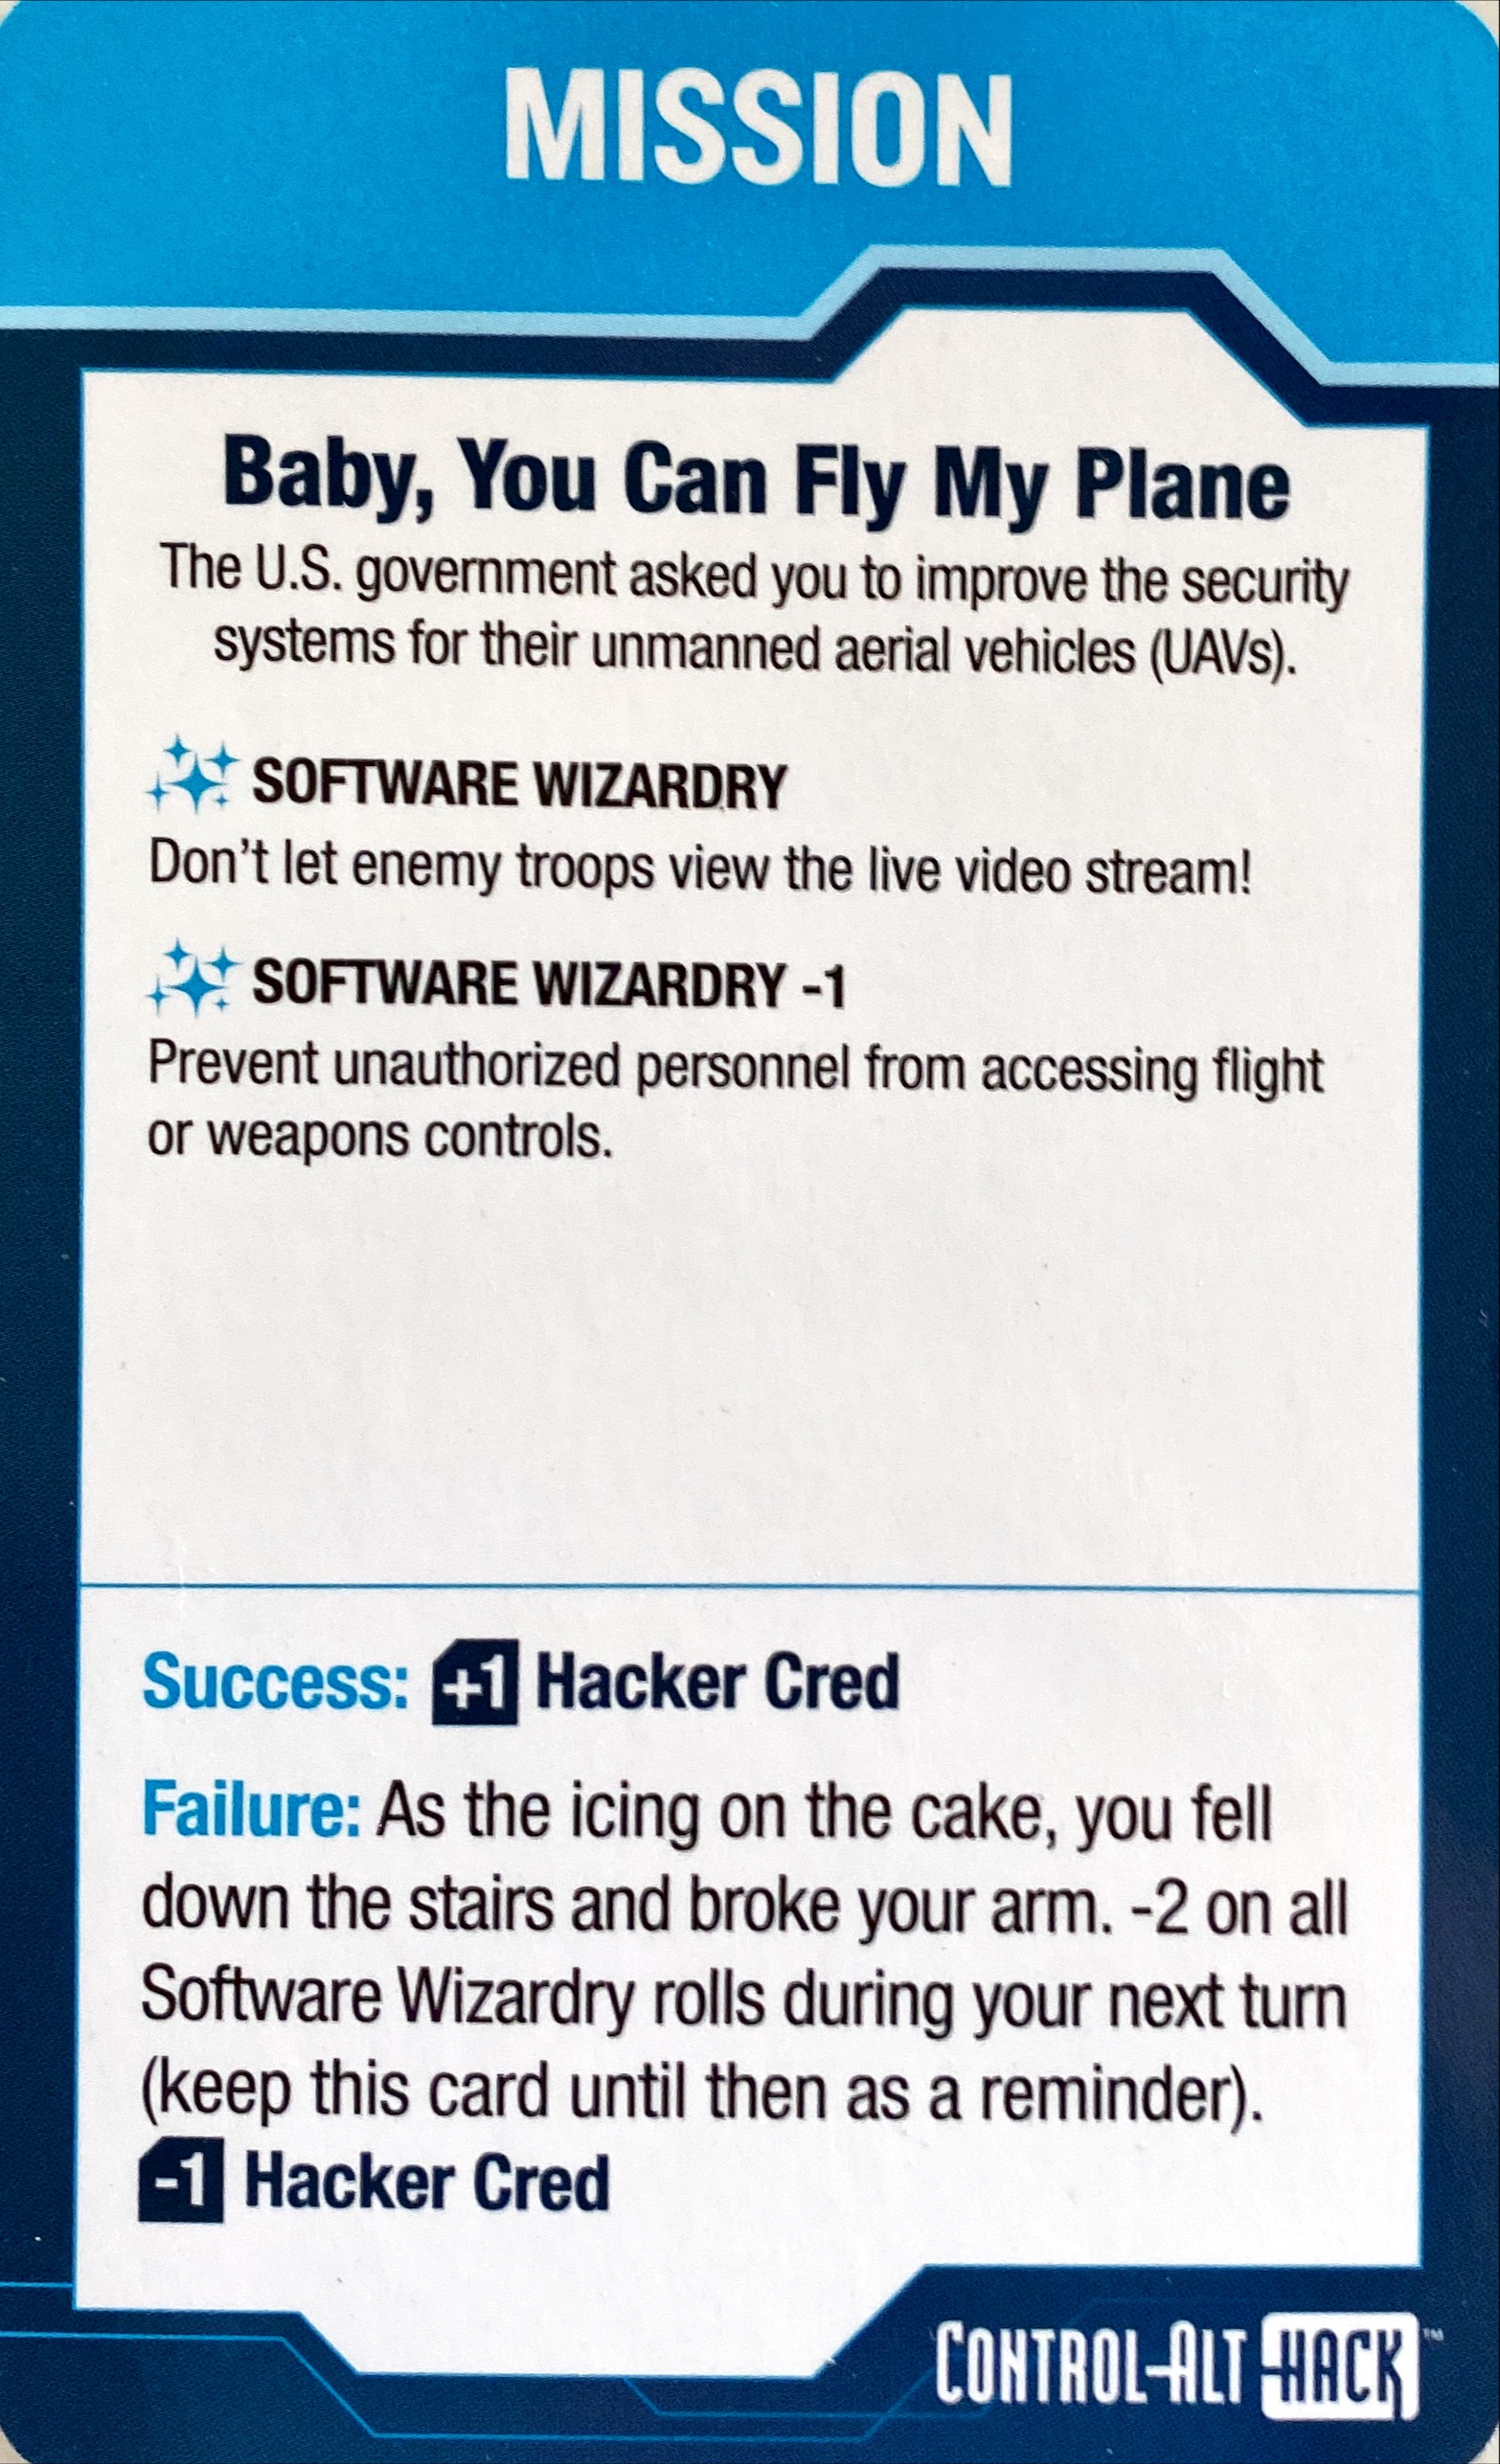 MISSION
Baby, You Can Fly My Plane
The U.S. government asked you to improve the security
systems for their unmanned aerial vehicles (UAVs).
SOFTWARE WIZARDRY
Don't let enemy troops view the live video stream!
SOFTWARE WIZARDRY -1
Prevent unauthorized personnel from accessing flight
or weapons controls.
Success: +1 Hacker Cred
Failure: As the icing on the cake, you fell
down the stairs and broke your arm. -2 on all
Software Wizardry rolls during your next turn
(keep this card until then as a reminder).
-1 Hacker Cred
CONTROL-ALT-HACK™